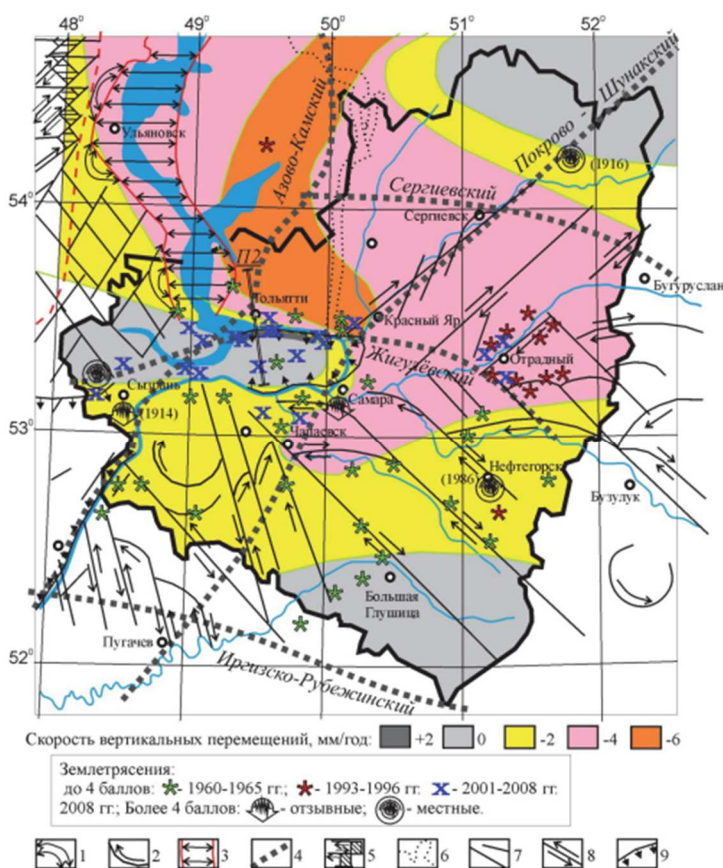 48° 49° 50° 51° 52°
Шунакский
Покрово -
Азово-Камский
Ульяновск
(1916)
54°
Сергиевский
Сергиевск
Бугуруслан
П2
Тольятти
Красный Яр
Жигулёвский
Отрадный
Сызрань
Самара
(1914)
53°
Чапаевск
Нефтегорск
(1986)
Бузулук
Большая
Глушица
Пугачев
52°
Иргизско-Рубежинский
Скорость вертикальных перемещений, мм/год: +2 0 -2 -4 -6
Землетрясения:
до 4 баллов: - 1960-1965 гг.; - 1993-1996 гг.; - 2001-2008 гг.
2008 гг.; Более 4 баллов: - отзывные; - местные.
1 2 3 4 5 6 7 8 9